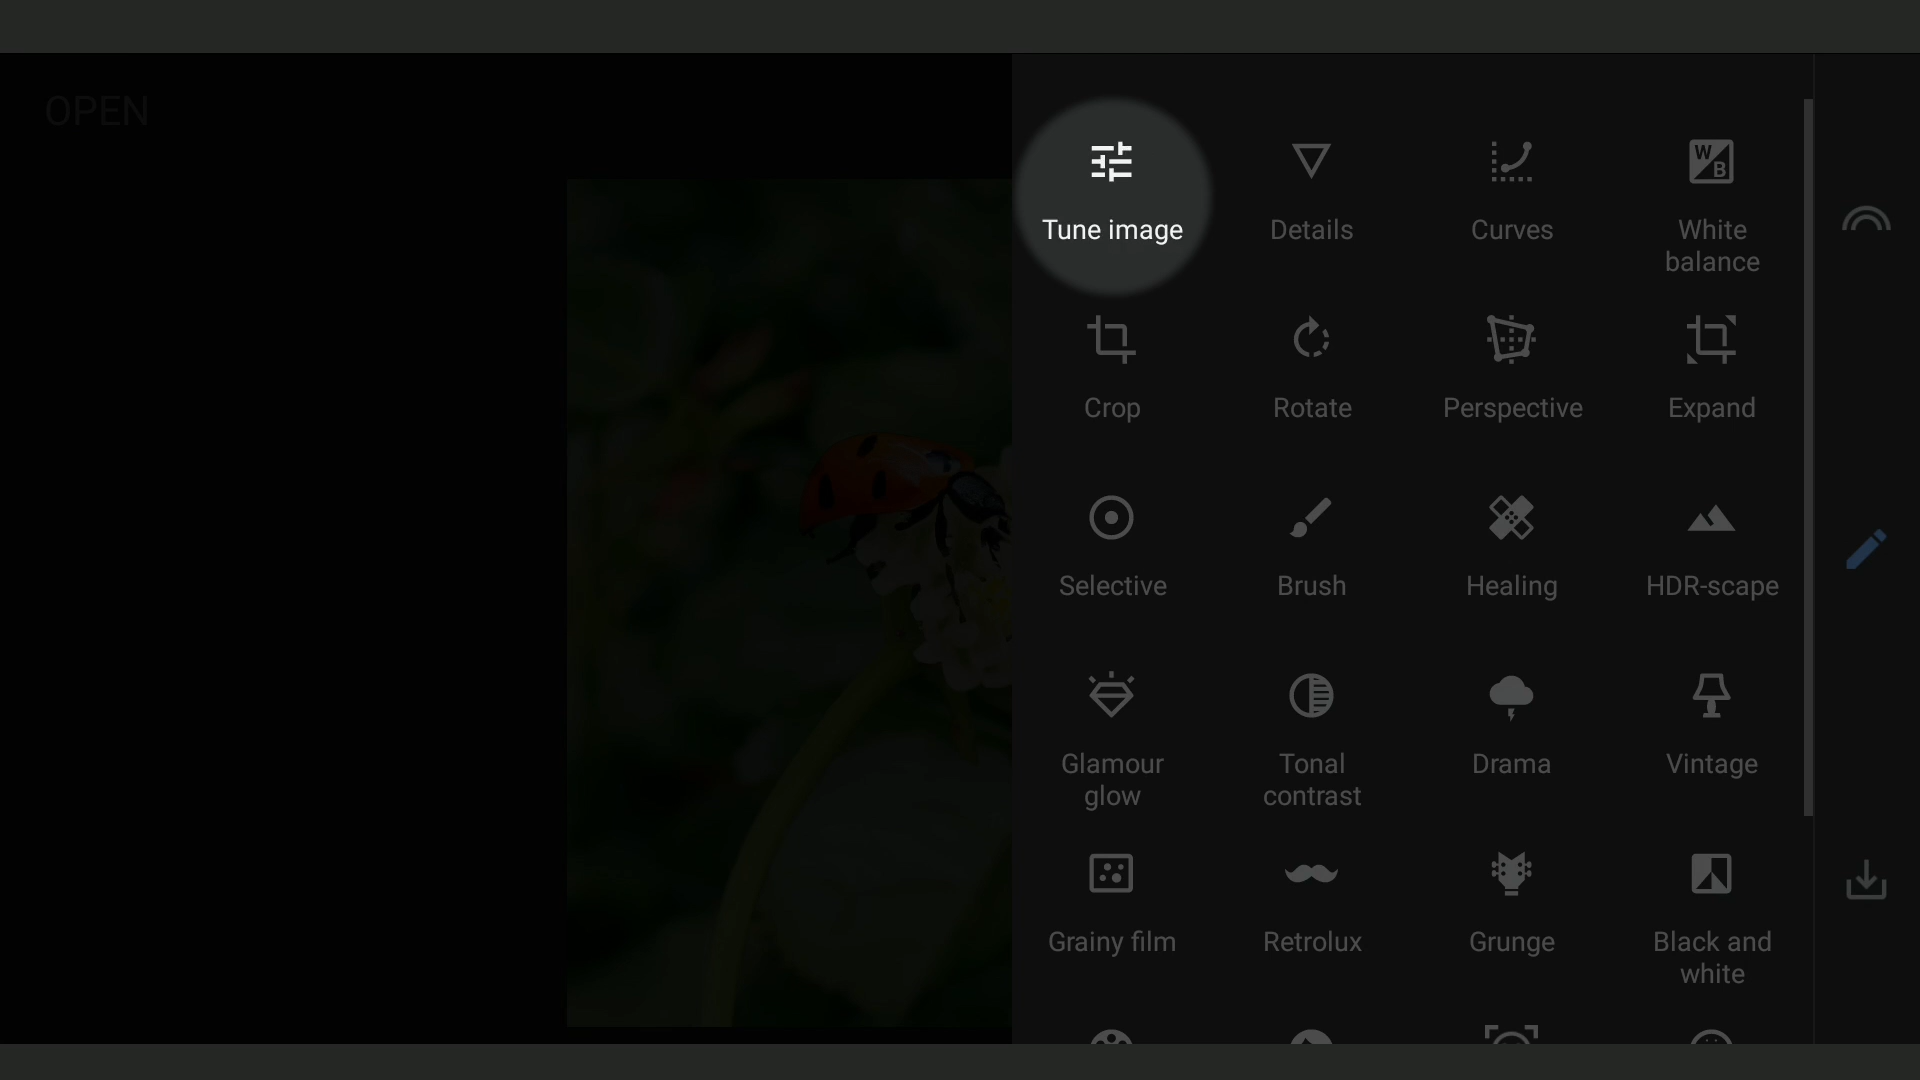 OPEN
Tune image
Details
Curves
W
B
White
balance
Crop
Rotate
Perspective
Expand
Selective
Brush
Healing
HDR-scape
Glamour
glow
Tonal
contrast
Drama
Vintage
Grainy film
Retrolux
Grunge
Black and
white